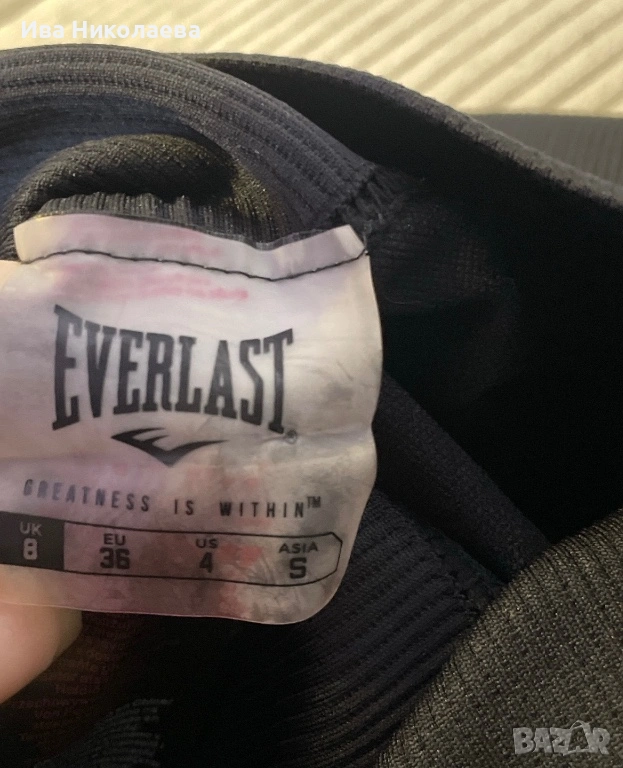 Ива Николаева
EVERLAST®
GREATNESS IS WITHIN™
UK EU US ASIA
8 36 4 S
BAZAR